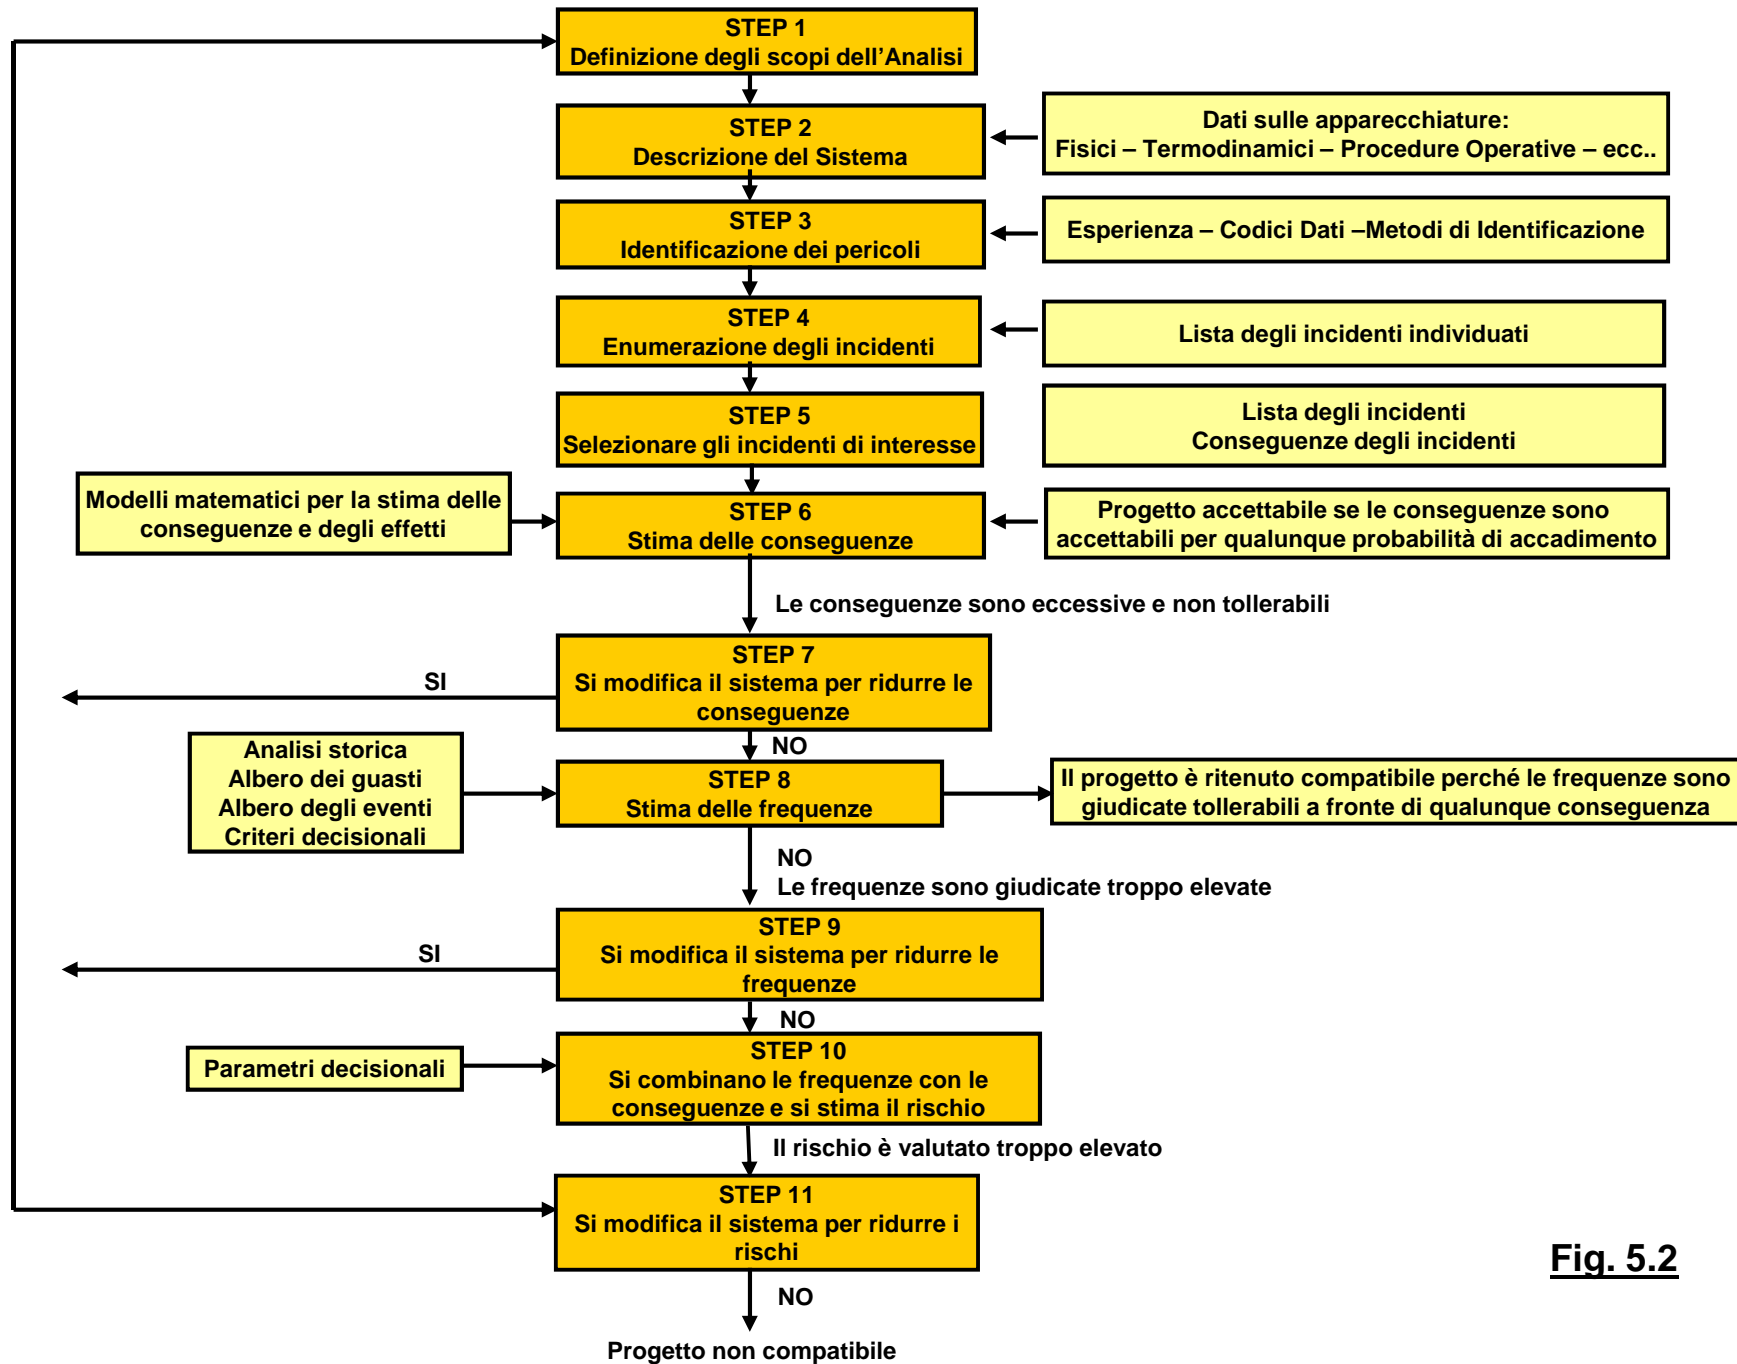 STEP 1
Definizione degli scopi dell’Analisi
STEP 2
Descrizione del Sistema
Dati sulle apparecchiature:
Fisici – Termodinamici – Procedure Operative – ecc..
STEP 3
Identificazione dei pericoli
Esperienza – Codici Dati –Metodi di Identificazione
STEP 4
Enumerazione degli incidenti
Lista degli incidenti individuati
STEP 5
Selezionare gli incidenti di interesse
Lista degli incidenti
Conseguenze degli incidenti
Modelli matematici per la stima delle
conseguenze e degli effetti
STEP 6
Stima delle conseguenze
Progetto accettabile se le conseguenze sono
accettabili per qualunque probabilità di accadimento
Le conseguenze sono eccessive e non tollerabili
STEP 7
Si modifica il sistema per ridurre le
conseguenze
SI
NO
Analisi storica
Albero dei guasti
Albero degli eventi
Criteri decisionali
STEP 8
Stima delle frequenze
Il progetto è ritenuto compatibile perché le frequenze sono
giudicate tollerabili a fronte di qualunque conseguenza
NO
Le frequenze sono giudicate troppo elevate
STEP 9
Si modifica il sistema per ridurre le
frequenze
SI
NO
Parametri decisionali
STEP 10
Si combinano le frequenze con le
conseguenze e si stima il rischio
Il rischio è valutato troppo elevato
STEP 11
Si modifica il sistema per ridurre i
rischi
Fig. 5.2
NO
Progetto non compatibile